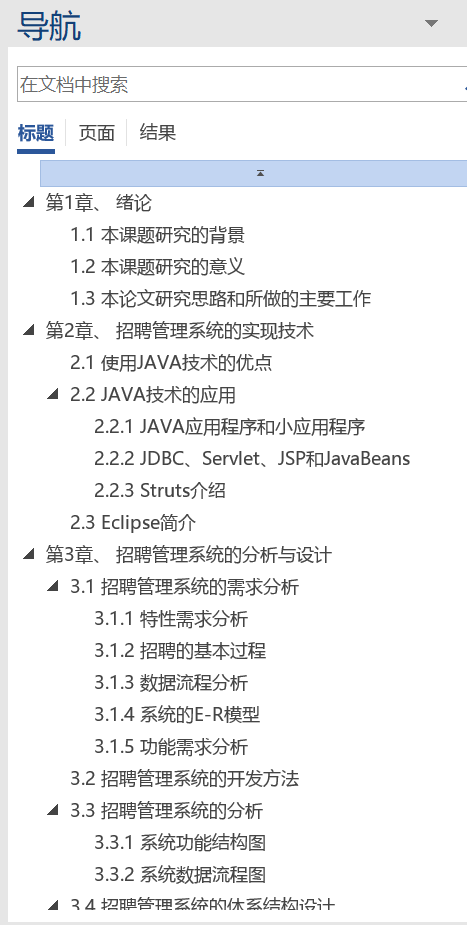 导航
在文档中搜索
标题 页面 结果
第1章、 绪论
1.1 本课题研究的背景
1.2 本课题研究的意义
1.3 本论文研究思路和所做的主要工作
第2章、 招聘管理系统的实现技术
2.1 使用JAVA技术的优点
2.2 JAVA技术的应用
2.2.1 JAVA应用程序和小应用程序
2.2.2 JDBC、Servlet、JSP和JavaBeans
2.2.3 Struts介绍
2.3 Eclipse简介
第3章、 招聘管理系统的分析与设计
3.1 招聘管理系统的需求分析
3.1.1 特性需求分析
3.1.2 招聘的基本过程
3.1.3 数据流程分析
3.1.4 系统的E-R模型
3.1.5 功能需求分析
3.2 招聘管理系统的开发方法
3.3 招聘管理系统的分析
3.3.1 系统功能结构图
3.3.2 系统数据流程图
3.4 招聘管理系统的体系结构设计